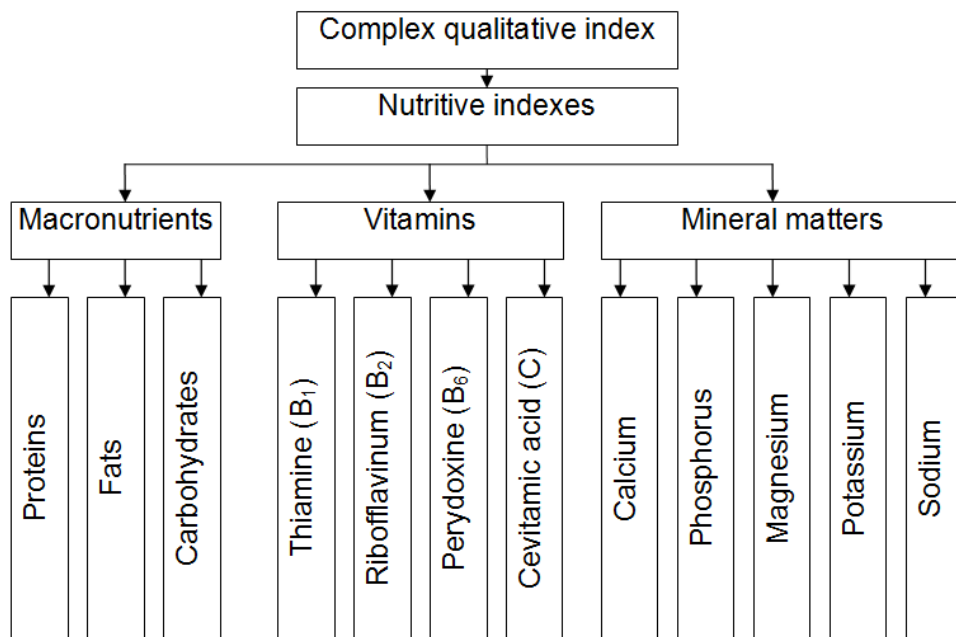 Complex qualitative index
Nutritive indexes
Macronutrients
Vitamins
Mineral matters
Proteins
Fats
Carbohydrates
Thiamine (B₁)
Ribofflavinum (B₂)
Perydoxine (B₆)
Cevitamic acid (C)
Calcium
Phosphorus
Magnesium
Potassium
Sodium